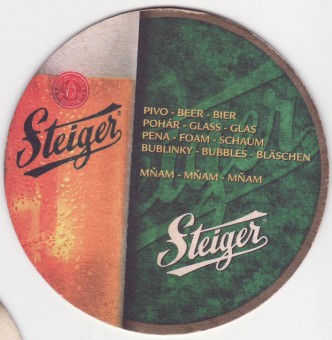 Steiger
PIVO - BEER - BIER
POHÁR - GLASS - GLAS
PENA - FOAM - SCHAUM
BUBLINKY - BUBBLES - BLÄSCHEN
MŇAM - MŇAM - MŇAM
Steiger